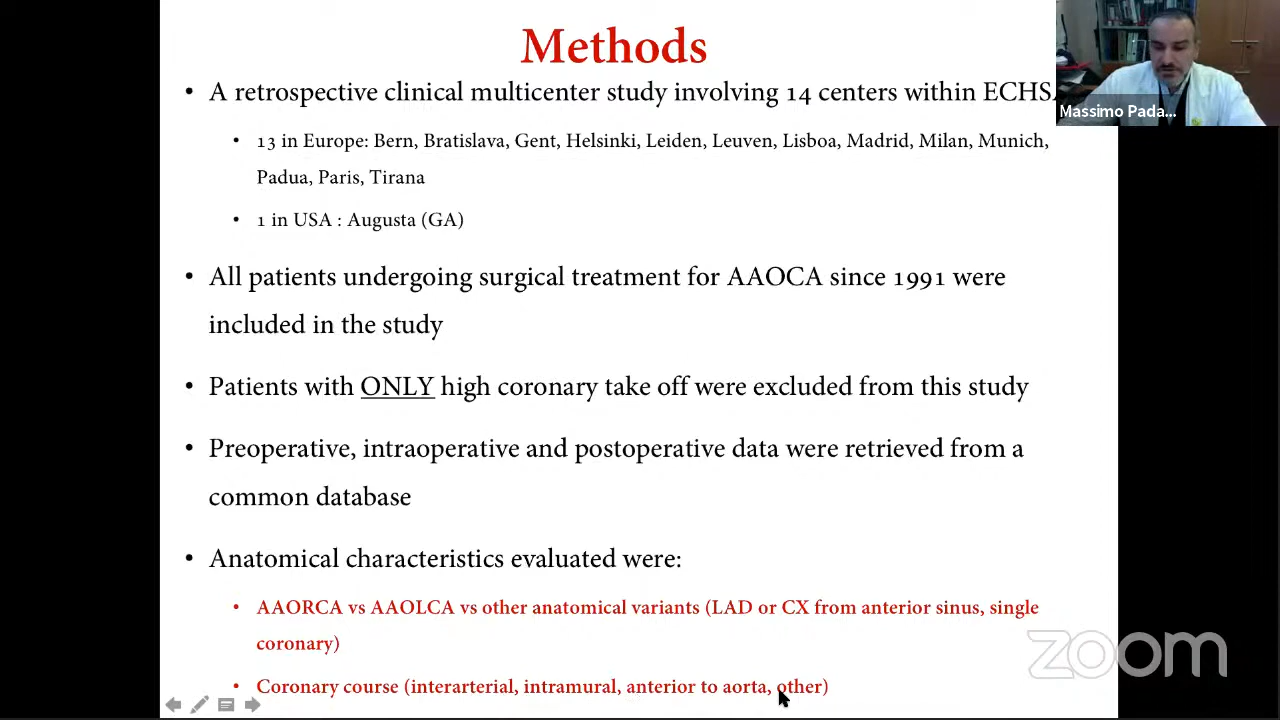 Methods
• A retrospective clinical multicenter study involving 14 centers within ECHS
Massimo Pada...
• 13 in Europe: Bern, Bratislava, Gent, Helsinki, Leiden, Leuven, Lisboa, Madrid, Milan, Munich,
Padua, Paris, Tirana
• 1 in USA : Augusta (GA)
• All patients undergoing surgical treatment for AAOCA since 1991 were
included in the study
• Patients with ONLY high coronary take off were excluded from this study
• Preoperative, intraoperative and postoperative data were retrieved from a
common database
• Anatomical characteristics evaluated were:
• AAORCA vs AAOLCA vs other anatomical variants (LAD or CX from anterior sinus, single
coronary)
• Coronary course (interarterial, intramural, anterior to aorta, other)
zoom